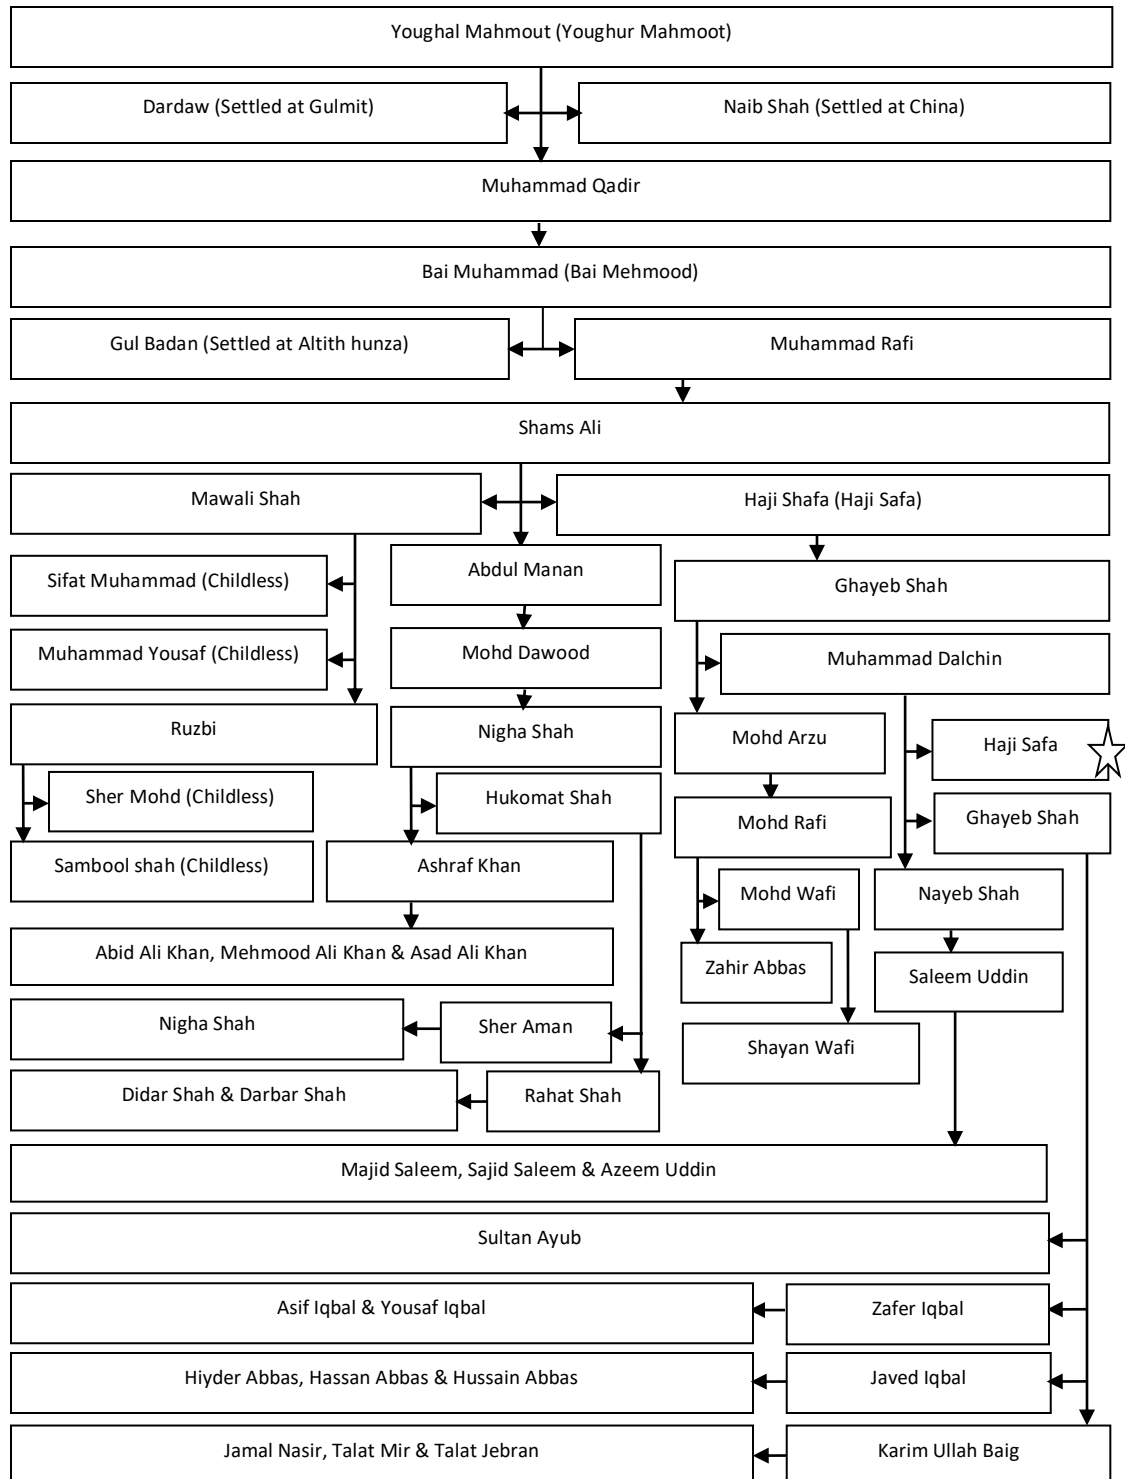 Youghal Mahmout (Youghur Mahmoot)
Dardaw (Settled at Gulmit)
Naib Shah (Settled at China)
Muhammad Qadir
Bai Muhammad (Bai Mehmood)
Gul Badan (Settled at Altith hunza)
Muhammad Rafi
Shams Ali
Mawali Shah
Haji Shafa (Haji Safa)
Abdul Manan
Sifat Muhammad (Childless)
Ghayeb Shah
Muhammad Yousaf (Childless)
Mohd Dawood
Muhammad Dalchin
Ruzbi
Nigha Shah
Mohd Arzu
Haji Safa
Sher Mohd (Childless)
Hukomat Shah
Mohd Rafi
Ghayeb Shah
Sambool shah (Childless)
Ashraf Khan
Mohd Wafi
Nayeb Shah
Abid Ali Khan, Mehmood Ali Khan & Asad Ali Khan
Zahir Abbas
Saleem Uddin
Nigha Shah
Sher Aman
Shayan Wafi
Didar Shah & Darbar Shah
Rahat Shah
Majid Saleem, Sajid Saleem & Azeem Uddin
Sultan Ayub
Asif Iqbal & Yousaf Iqbal
Zafer Iqbal
Hiyder Abbas, Hassan Abbas & Hussain Abbas
Javed Iqbal
Jamal Nasir, Talat Mir & Talat Jebran
Karim Ullah Baig